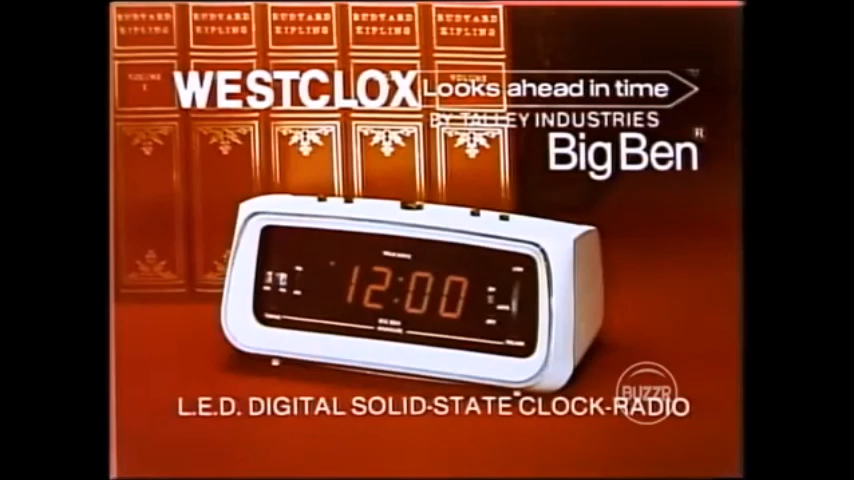 RUDYARD RUDYARD RUDYARD RUDYARD RUDYARD
KIPLING KIPLING KIPLING KIPLING KIPLING
VOLUME
I
WESTCLOX Looks ahead in time
BY TALLEY INDUSTRIES
Big Ben ®
12:00
BUZZR
L.E.D. DIGITAL SOLID-STATE CLOCK-RADIO